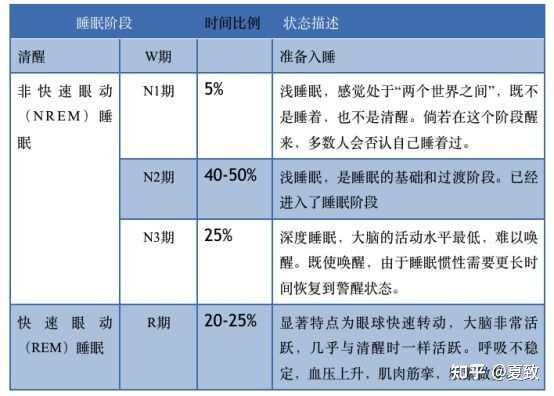 睡眠阶段 时间比例 状态描述
清醒 W期 准备入睡
非快速眼动
（NREM）睡
眠
N1期 5%
浅睡眠，感觉处于“两个世界之间”，既不
是睡着，也不是清醒。倘若在这个阶段醒
来，多数人会否认自己睡着过。
N2期 40-50%
浅睡眠，是睡眠的基础和过渡阶段。已经
进入了睡眠阶段
N3期 25%
深度睡眠，大脑的活动水平最低，难以唤
醒。既使唤醒，由于睡眠惯性需要更长时
间恢复到警醒状态。
快速眼动
（REM）睡眠
R期 20-25%
显著特点为眼球快速转动，大脑非常活
跃，几乎与清醒时一样活跃。呼吸不稳
定，血压上升，肌肉筋挛，
知乎 @夏致